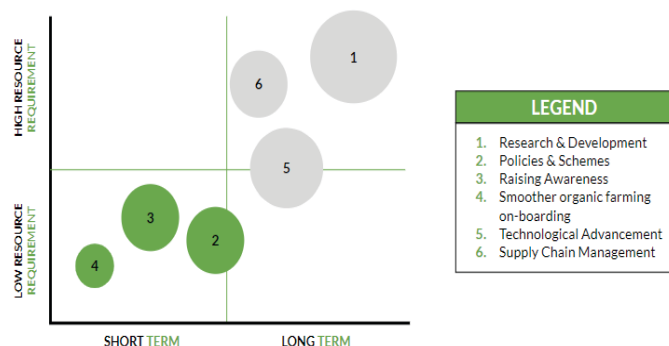 HIGH RESOURCE
REQUIREMENT
LOW RESOURCE
REQUIREMENT
1
6
5
3
2
4
SHORT TERM
LONG TERM
LEGEND
1. Research & Development
2. Policies & Schemes
3. Raising Awareness
4. Smoother organic farming
on-boarding
5. Technological Advancement
6. Supply Chain Management